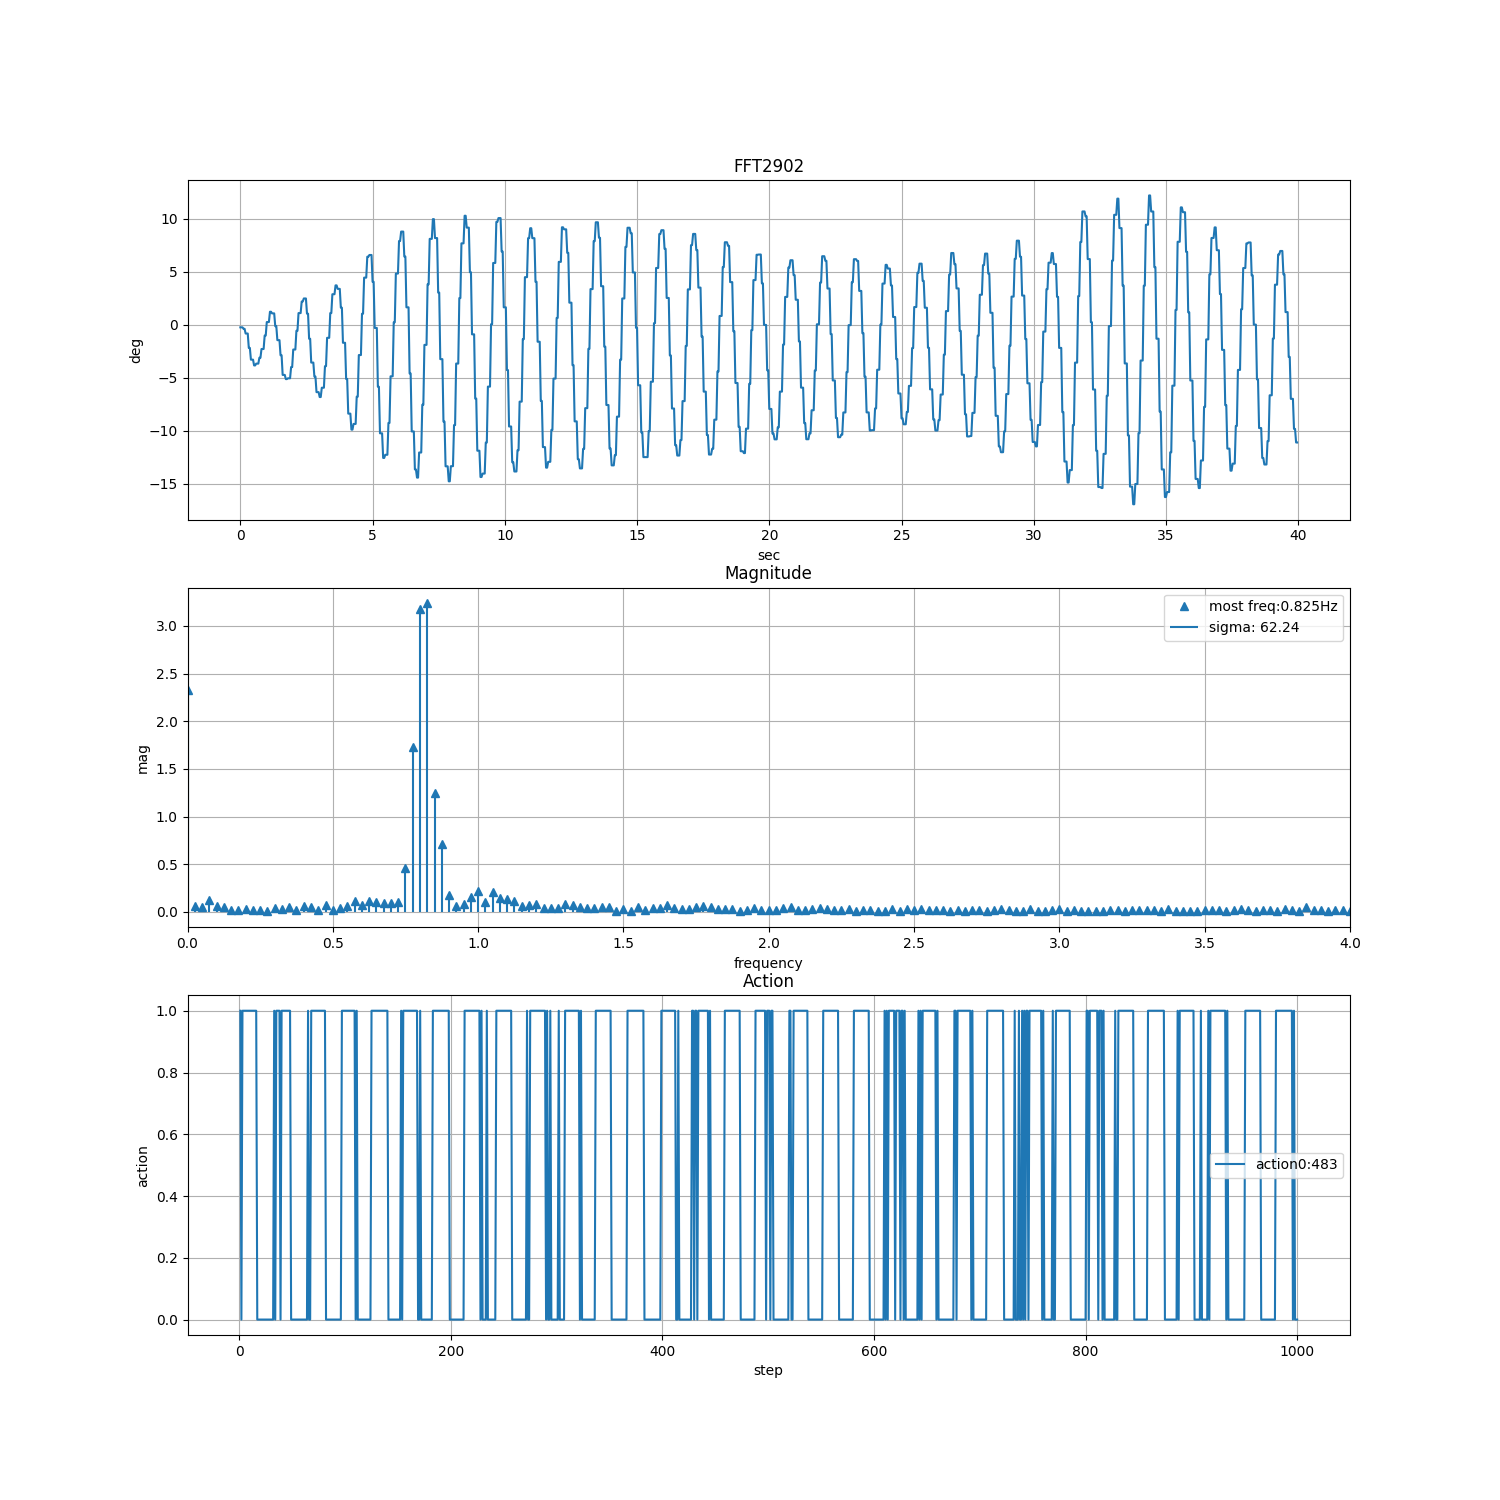 FFT2902
10
5
0
−5
−10
−15
deg
0 5 10 15 20 25 30 35 40
sec
Magnitude
most freq:0.825Hz
sigma: 62.24
3.0
2.5
2.0
1.5
1.0
0.5
0.0
mag
0.0 0.5 1.0 1.5 2.0 2.5 3.0 3.5 4.0
frequency
Action
1.0
0.8
0.6
0.4
0.2
0.0
action
action0:483
0 200 400 600 800 1000
step